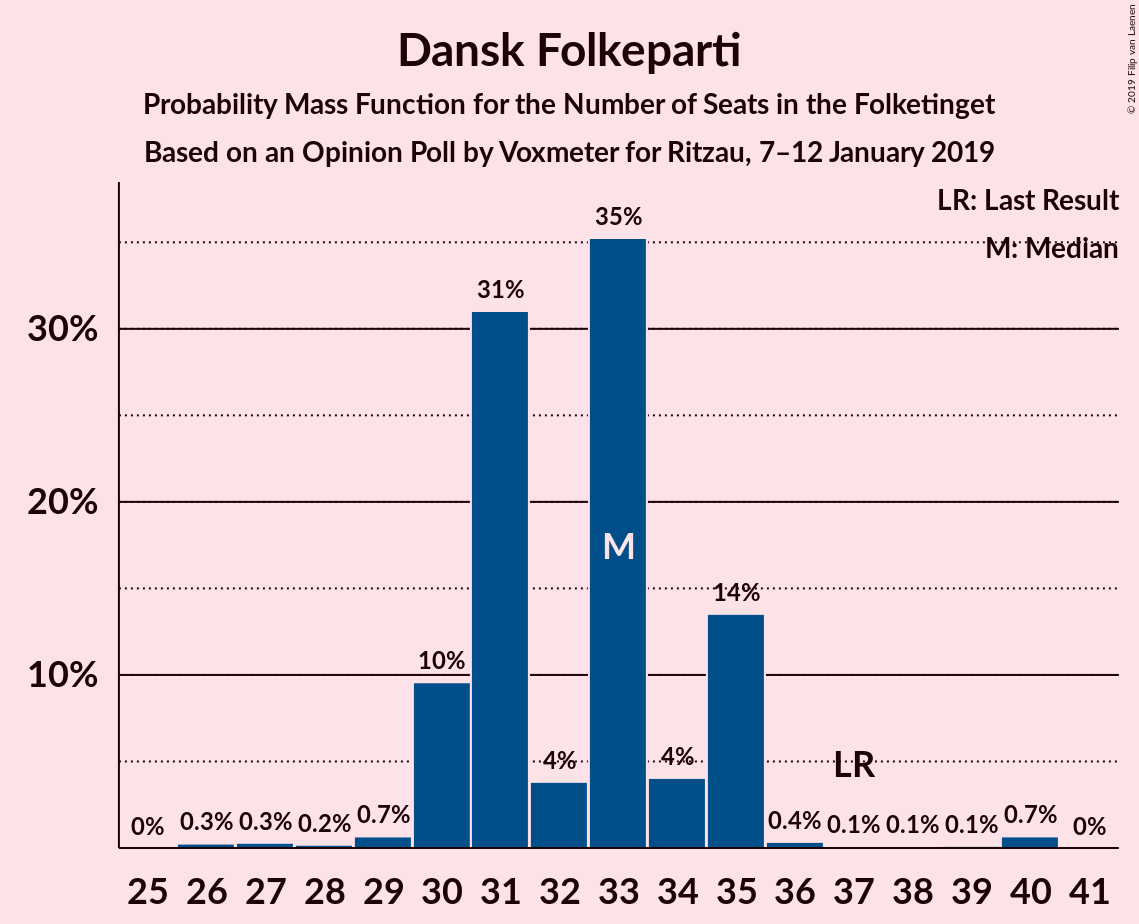 Dansk Folkeparti
Probability Mass Function for the Number of Seats in the Folketinget
Based on an Opinion Poll by Voxmeter for Ritzau, 7–12 January 2019
© 2019 Filip van Laenen
LR: Last Result
M: Median
30%
20%
10%
0%
0.3%
0.3%
0.2%
0.7%
10%
31%
4%
35%
4%
14%
0.4%
0.1%
0.1%
0.1%
0.7%
0%
M
LR
25 26 27 28 29 30 31 32 33 34 35 36 37 38 39 40 41